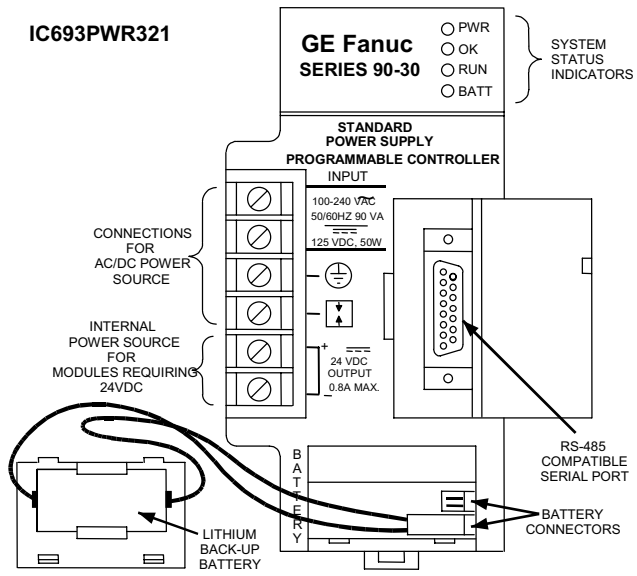 IC693PWR321
GE Fanuc
SERIES 90-30
PWR
OK
RUN
BATT
SYSTEM
STATUS
INDICATORS
STANDARD
POWER SUPPLY
PROGRAMMABLE CONTROLLER
INPUT
100-240 VAC
50/60HZ 90 VA
125 VDC, 50W
CONNECTIONS
FOR
AC/DC POWER
SOURCE
INTERNAL
POWER SOURCE
FOR
MODULES REQUIRING
24VDC
+
24 VDC
OUTPUT
0.8A MAX.
–
RS-485
COMPATIBLE
SERIAL PORT
BATTERY
BATTERY
CONNECTORS
LITHIUM
BACK-UP
BATTERY